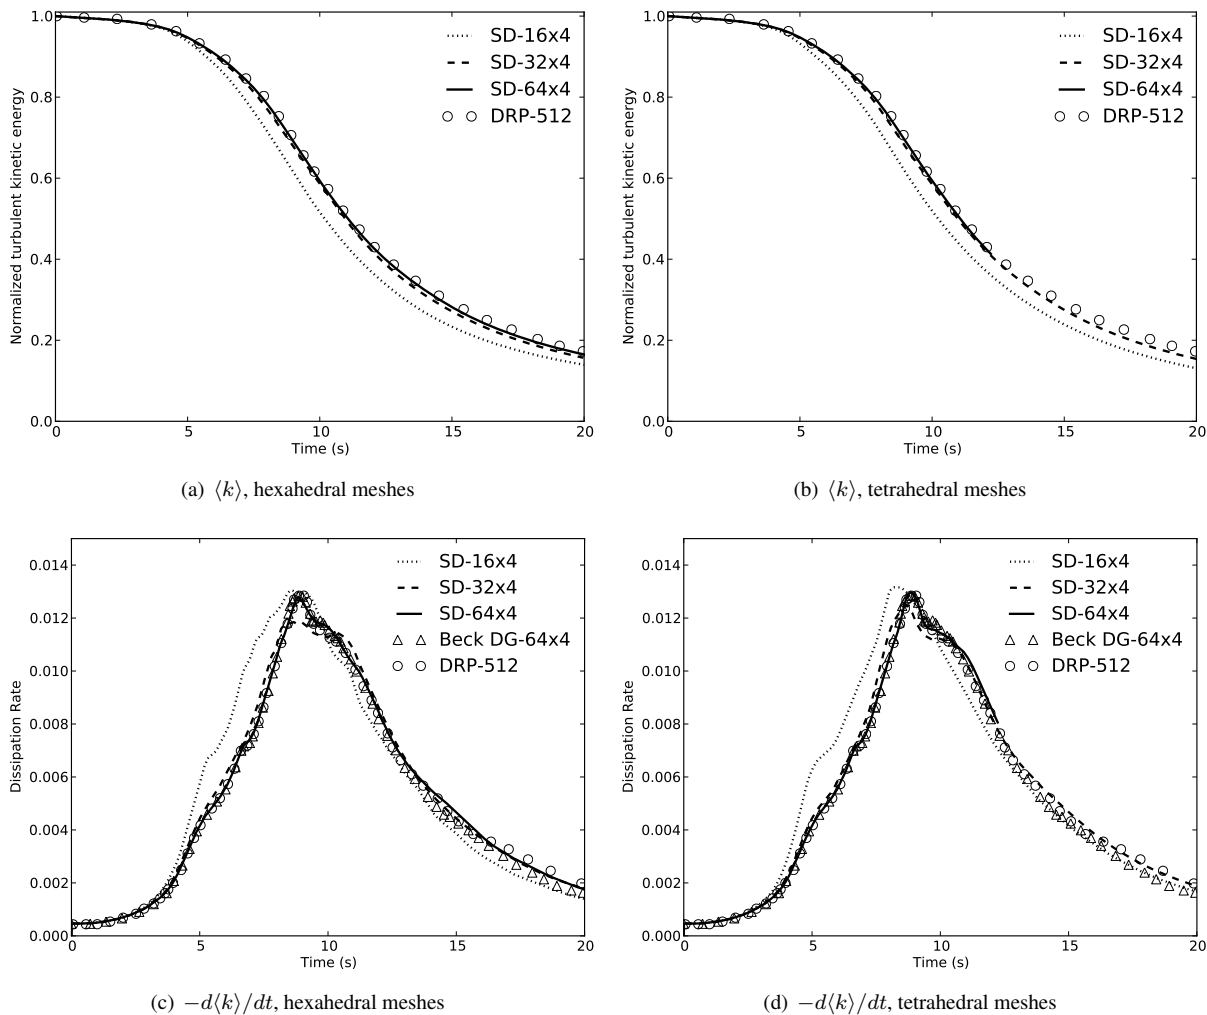 1.0
0.8
0.6
0.4
0.2
0.0
Normalized turbulent kinetic energy
0 5 10 15 20
Time (s)
SD-16x4
SD-32x4
SD-64x4
DRP-512
(a) ⟨k⟩, hexahedral meshes
1.0
0.8
0.6
0.4
0.2
0.0
Normalized turbulent kinetic energy
0 5 10 15 20
Time (s)
SD-16x4
SD-32x4
SD-64x4
DRP-512
(b) ⟨k⟩, tetrahedral meshes
0.014
0.012
0.010
0.008
0.006
0.004
0.002
0.000
Dissipation Rate
0 5 10 15 20
Time (s)
SD-16x4
SD-32x4
SD-64x4
Beck DG-64x4
DRP-512
(c) −d⟨k⟩/dt, hexahedral meshes
0.014
0.012
0.010
0.008
0.006
0.004
0.002
0.000
Dissipation Rate
0 5 10 15 20
Time (s)
SD-16x4
SD-32x4
SD-64x4
Beck DG-64x4
DRP-512
(d) −d⟨k⟩/dt, tetrahedral meshes